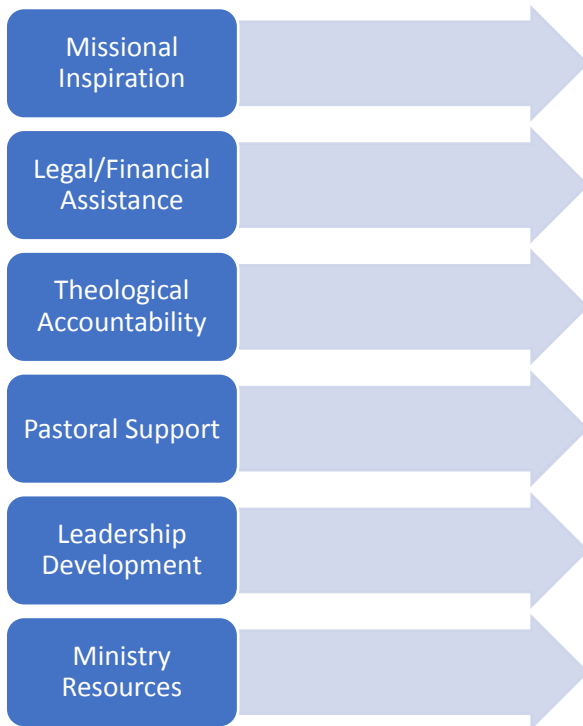 Missional
Inspiration
Legal/Financial
Assistance
Theological
Accountability
Pastoral Support
Leadership
Development
Ministry
Resources